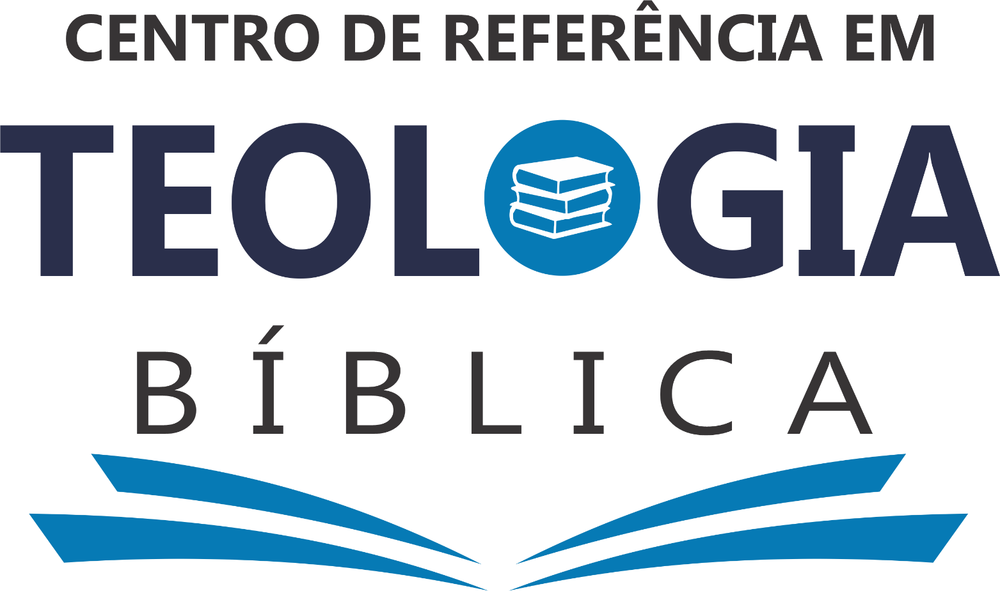 CENTRO DE REFERÊNCIA EM
TEOLOGIA
BÍBLICA